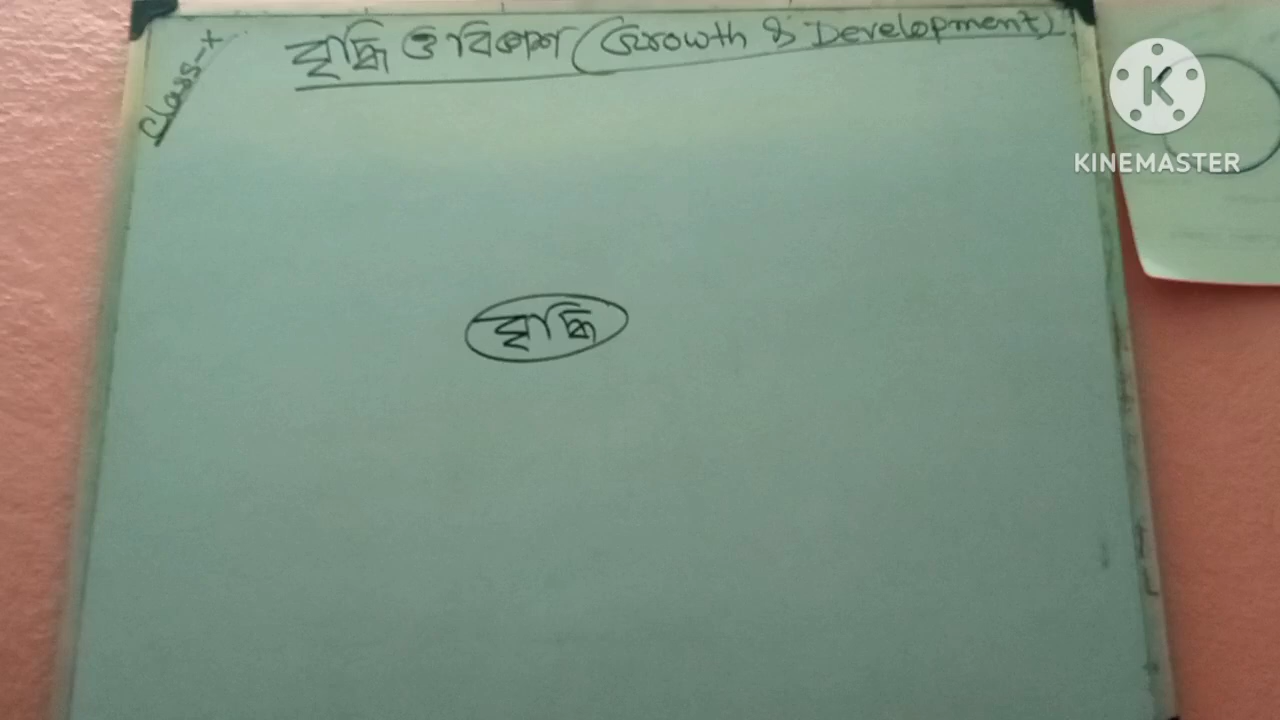 Class-X
বৃদ্ধি ও বিকাশ (Growth & Development)
বৃদ্ধি
K
KINEMASTER